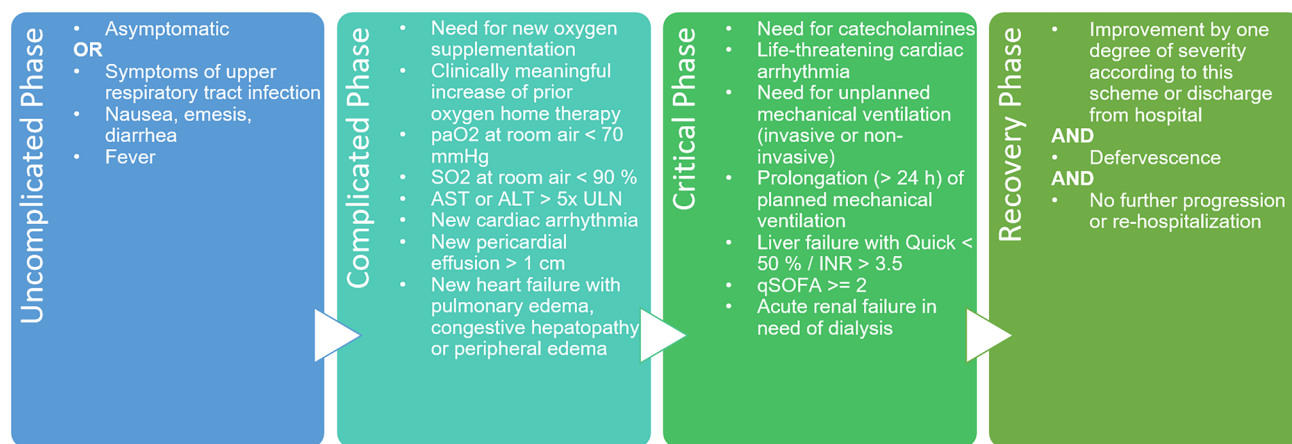 Uncomplicated Phase
• Asymptomatic
OR
• Symptoms of upper
respiratory tract infection
• Nausea, emesis,
diarrhea
• Fever
Complicated Phase
• Need for new oxygen
supplementation
• Clinically meaningful
increase of prior
oxygen home therapy
• paO2 at room air < 70
mmHg
• SO2 at room air < 90 %
• AST or ALT > 5x ULN
• New cardiac arrhythmia
• New pericardial
effusion > 1 cm
• New heart failure with
pulmonary edema,
congestive hepatopathy
or peripheral edema
Critical Phase
• Need for catecholamines
• Life-threatening cardiac
arrhythmia
• Need for unplanned
mechanical ventilation
(invasive or non-
invasive)
• Prolongation (> 24 h) of
planned mechanical
ventilation
• Liver failure with Quick <
50 % / INR > 3.5
• qSOFA >= 2
• Acute renal failure in
need of dialysis
Recovery Phase
• Improvement by one
degree of severity
according to this
scheme or discharge
from hospital
AND
• Defervescence
AND
• No further progression
or re-hospitalization